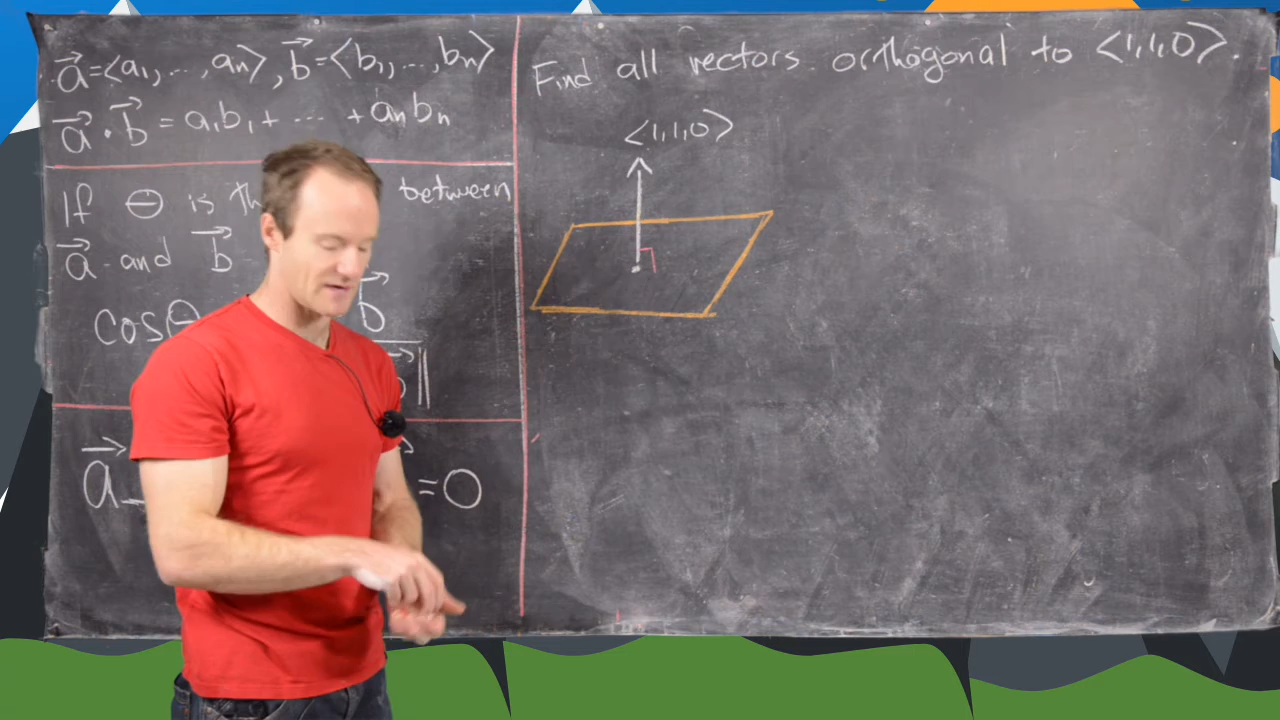 a⃗=<a₁,...,aₙ>, b⃗=<b₁,...,bₙ>
a⃗·b⃗ = a₁b₁+ ... +aₙbₙ
If θ is between
a⃗ and b⃗
cosθ b⃗
‖
a⃗ =0
Find all vectors orthogonal to <1,1,0>.
<1,1,0>